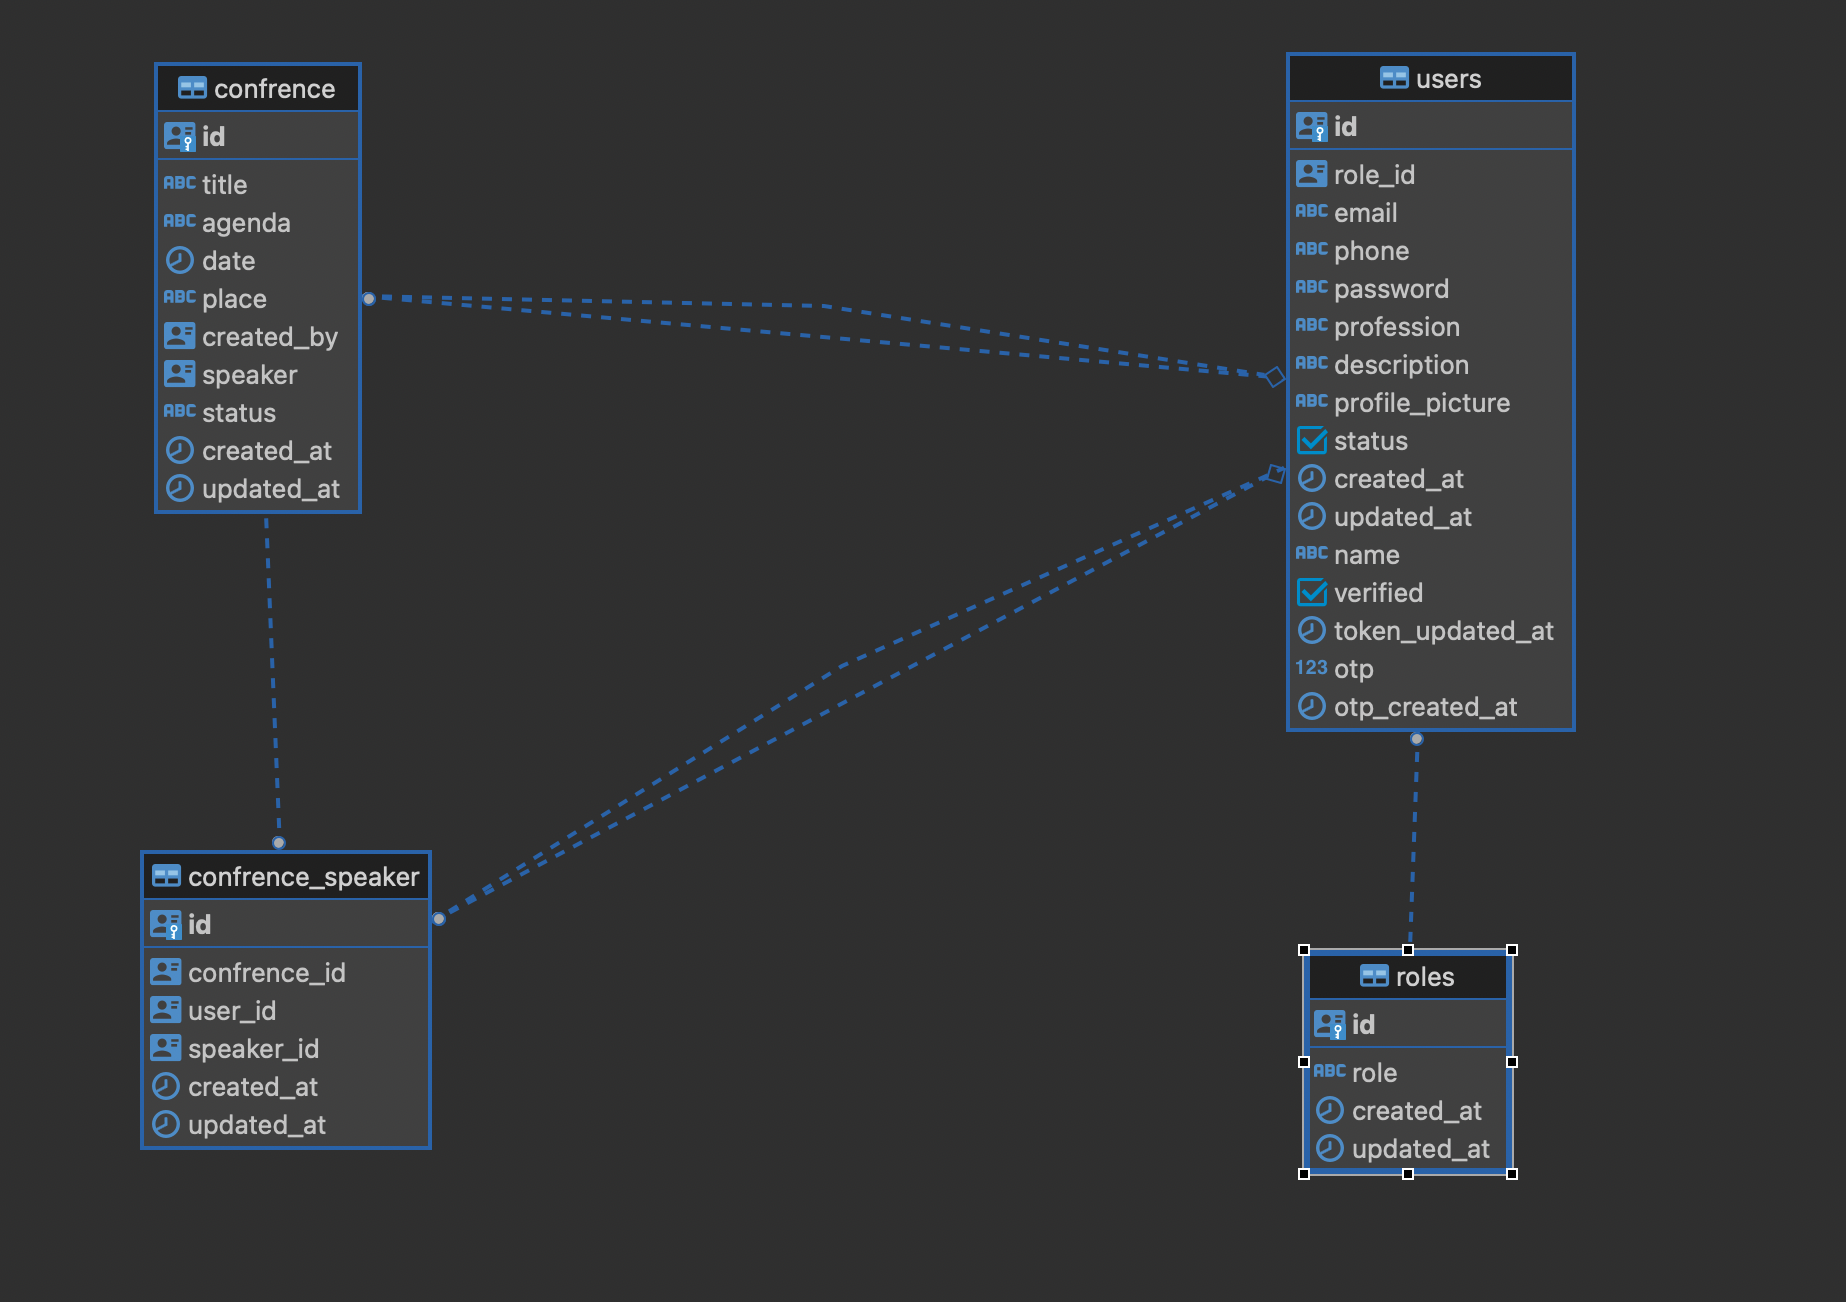 confrence
id
ABC title
ABC agenda
date
ABC place
created_by
speaker
ABC status
created_at
updated_at
users
id
role_id
ABC email
ABC phone
ABC password
ABC profession
ABC description
ABC profile_picture
status
created_at
updated_at
ABC name
verified
token_updated_at
123 otp
otp_created_at
confrence_speaker
id
confrence_id
user_id
speaker_id
created_at
updated_at
roles
id
ABC role
created_at
updated_at